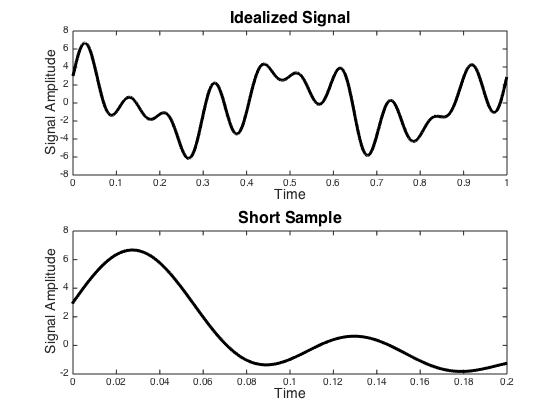 Idealized Signal
Signal Amplitude
8
6
4
2
0
-2
-4
-6
-8
0 0.1 0.2 0.3 0.4 0.5 0.6 0.7 0.8 0.9 1
Time
Short Sample
Signal Amplitude
8
6
4
2
0
-2
0 0.02 0.04 0.06 0.08 0.1 0.12 0.14 0.16 0.18 0.2
Time